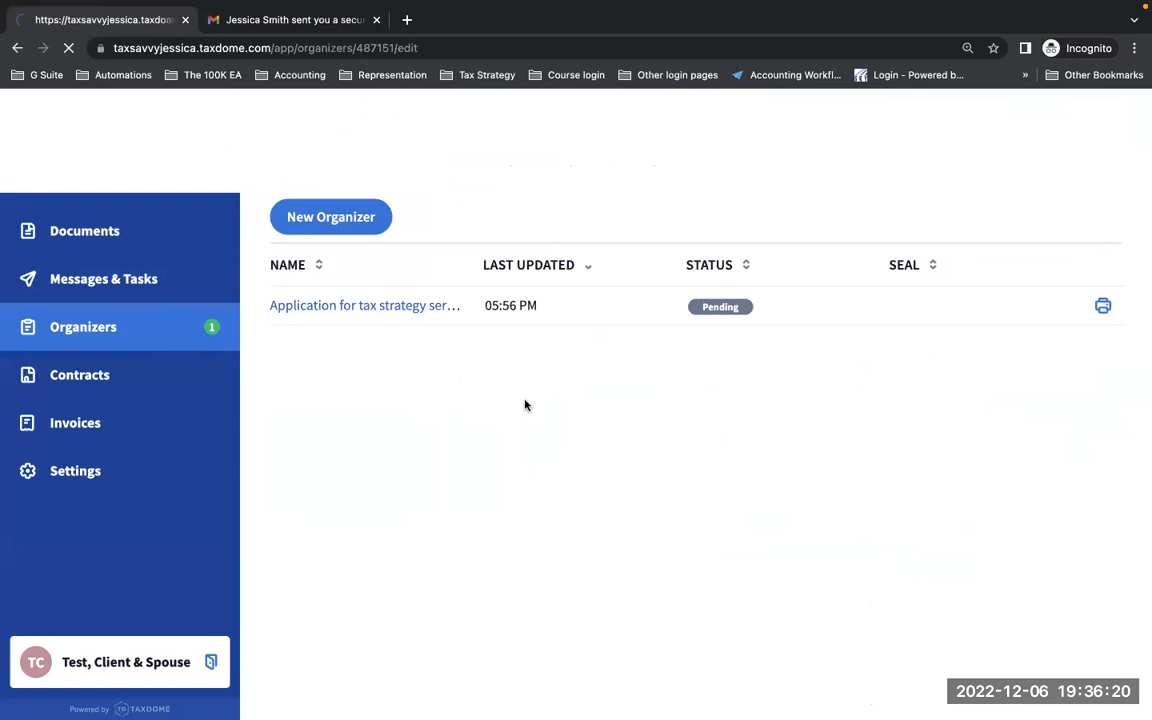 https://taxsavvyjessica.taxdom
Jessica Smith sent you a secu
taxsavvyjessica.taxdome.com/app/organizers/487151/edit
Incognito
G Suite Automations The 100K EA Accounting Representation Tax Strategy Course login Other login pages Accounting Workfl... Login - Powered b... » Other Bookmarks
New Organizer
NAME LAST UPDATED STATUS SEAL
Application for tax strategy ser... 05:56 PM Pending
Documents
Messages & Tasks
Organizers 1
Contracts
Invoices
Settings
TC Test, Client & Spouse
Powered by TD TAXDOME
2022-12-06 19:36:20